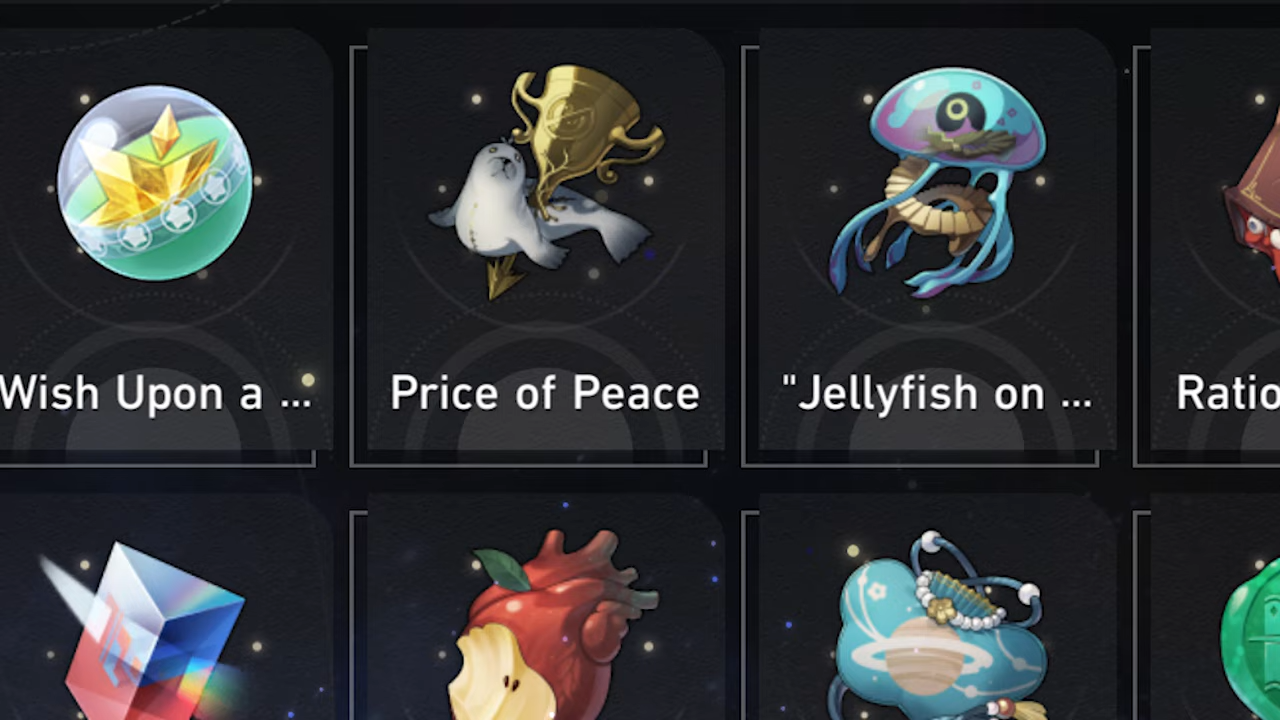 Wish Upon a ...
Price of Peace
"Jellyfish on ...
Ratio